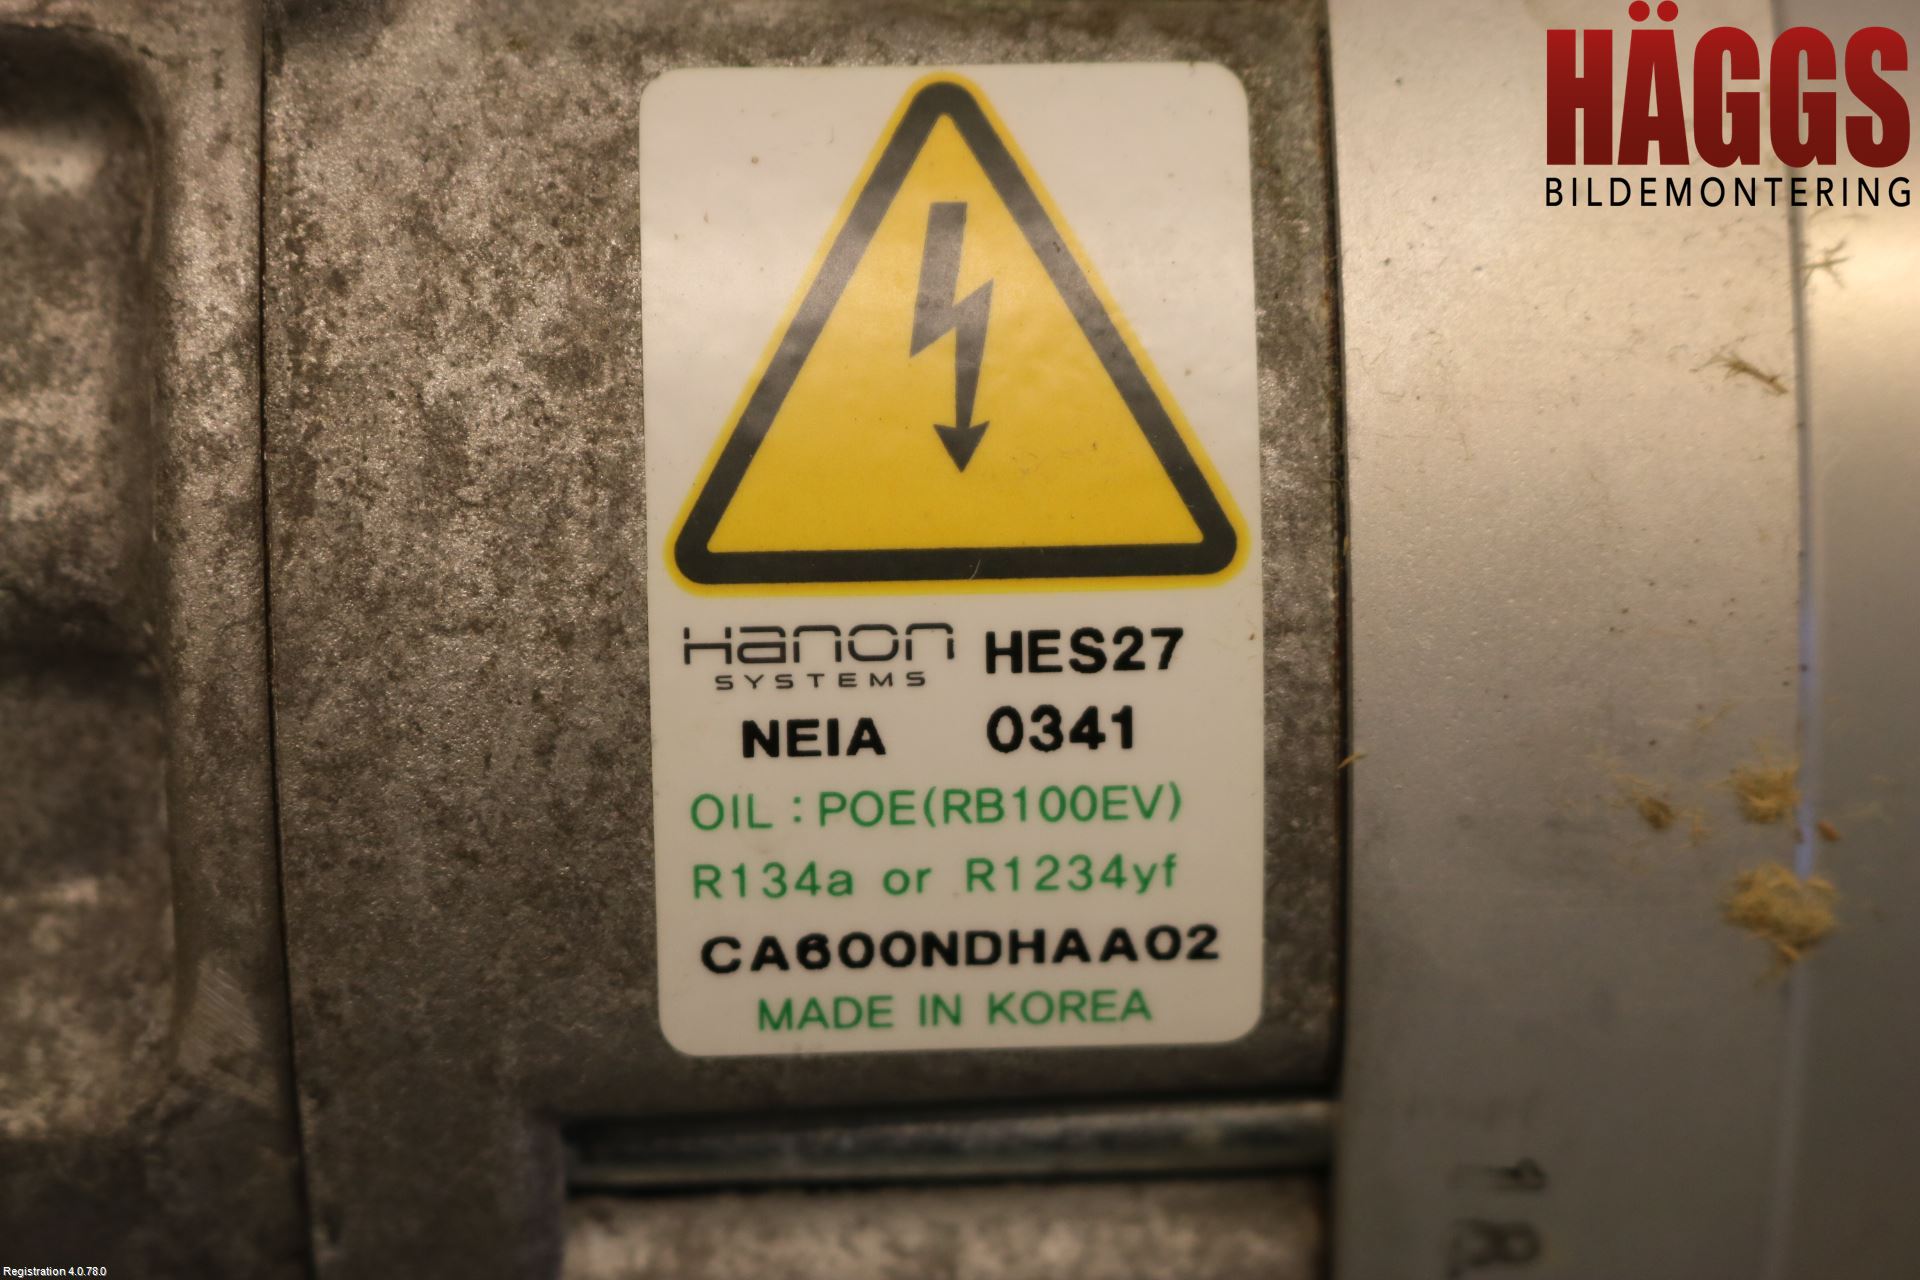 HÄGGS
BILDEMONTERING
Hanon HES27
SYSTEMS
NEIA 0341
OIL : POE(RB100EV)
R134a or R1234yf
CA600NDHAA02
MADE IN KOREA
Registration 4.0.78.0